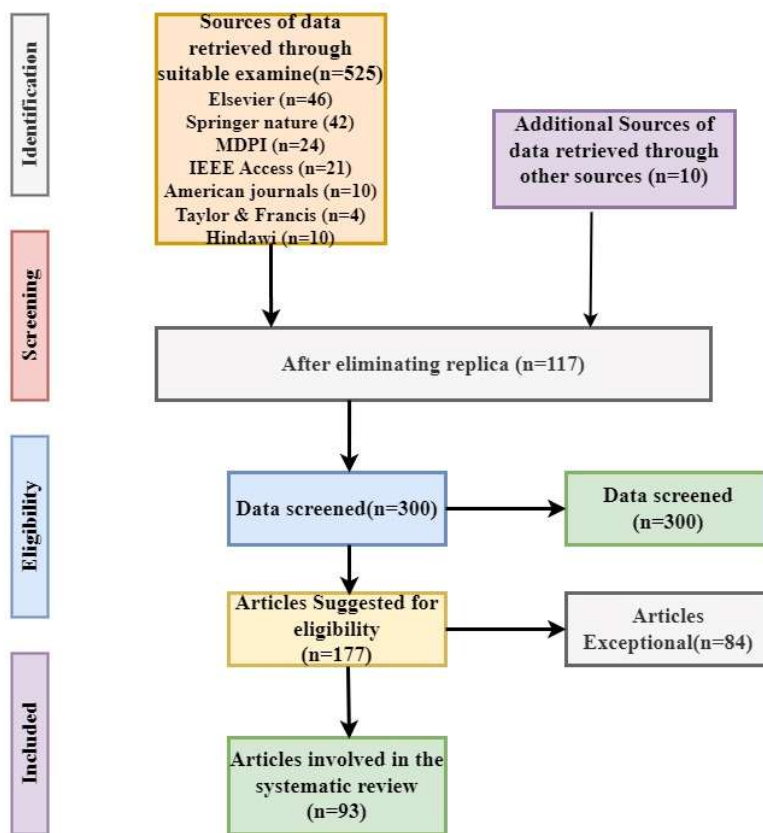 Identification
Sources of data
retrieved through
suitable examine(n=525)
Elsevier (n=46)
Springer nature (42)
MDPI (n=24)
IEEE Access (n=21)
American journals (n=10)
Taylor & Francis (n=4)
Hindawi (n=10)
Additional Sources of
data retrieved through
other sources (n=10)
Screening
After eliminating replica (n=117)
Eligibility
Data screened(n=300)
Data screened
(n=300)
Articles Suggested for
eligibility
(n=177)
Articles
Exceptional(n=84)
Included
Articles involved in the
systematic review
(n=93)